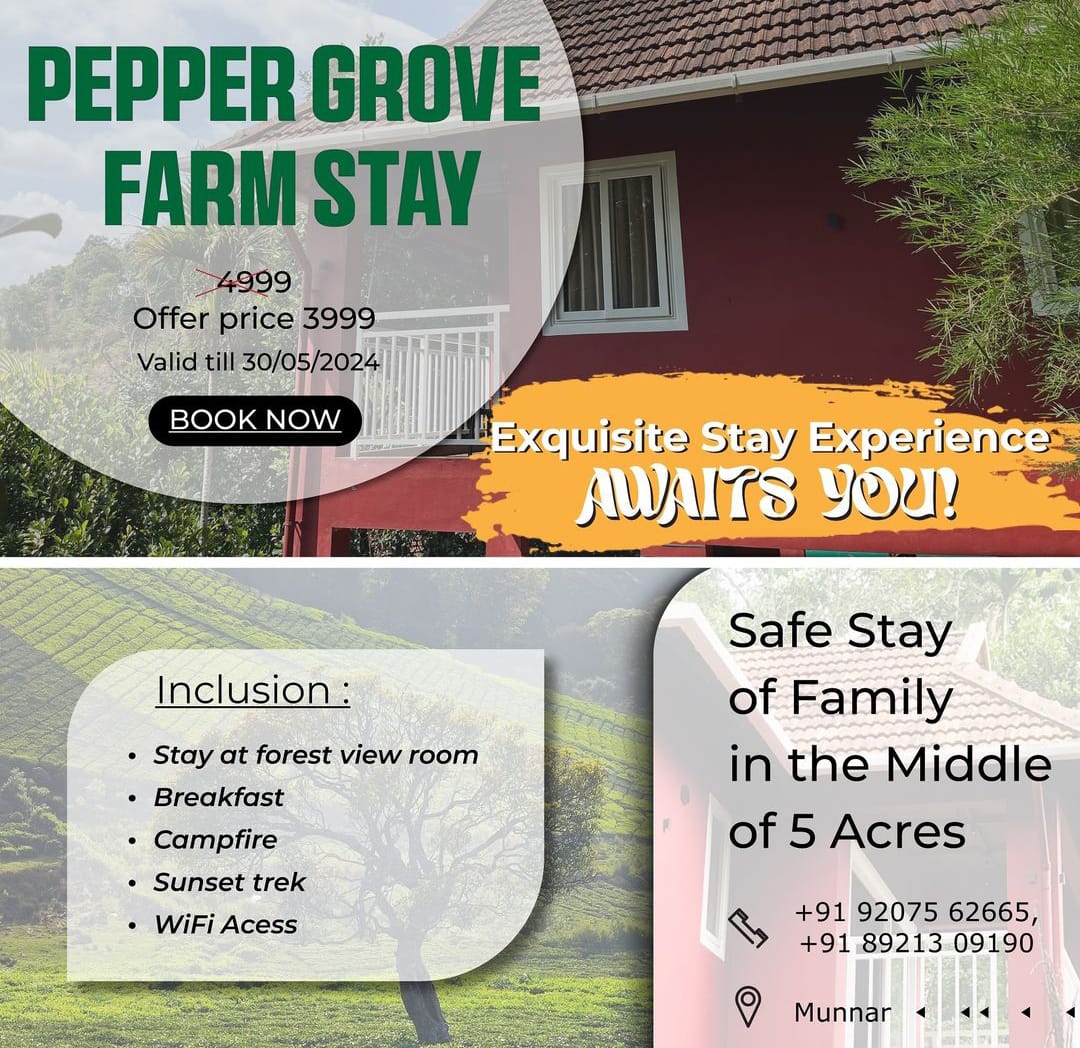 PEPPER GROVE
FARM STAY
4999
Offer price 3999
Valid till 30/05/2024
BOOK NOW
Exquisite Stay Experience
AWAITS YOU!
Inclusion :
• Stay at forest view room
• Breakfast
• Campfire
• Sunset trek
• WiFi Acess
Safe Stay
of Family
in the Middle
of 5 Acres
+91 92075 62665,
+91 89213 09190
Munnar